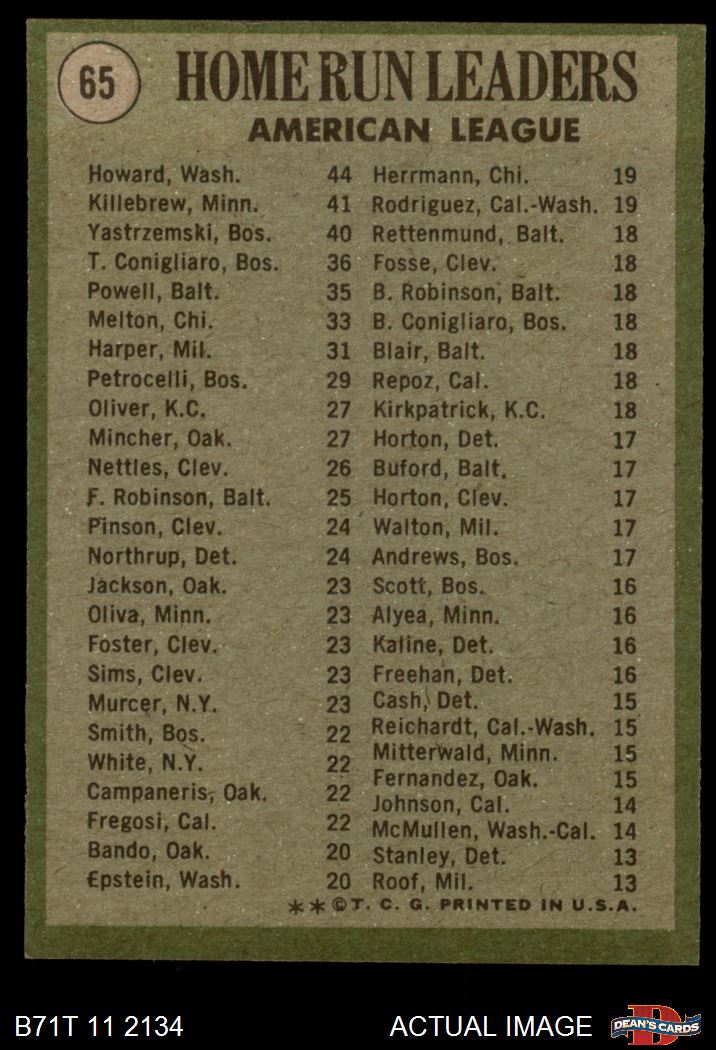 65
HOME RUN LEADERS
AMERICAN LEAGUE
Howard, Wash. 44
Killebrew, Minn. 41
Yastrzemski, Bos. 40
T. Conigliaro, Bos. 36
Powell, Balt. 35
Melton, Chi. 33
Harper, Mil. 31
Petrocelli, Bos. 29
Oliver, K.C. 27
Mincher, Oak. 27
Nettles, Clev. 26
F. Robinson, Balt. 25
Pinson, Clev. 24
Northrup, Det. 24
Jackson, Oak. 23
Oliva, Minn. 23
Foster, Clev. 23
Sims, Clev. 23
Murcer, N.Y. 23
Smith, Bos. 22
White, N.Y. 22
Campaneris, Oak. 22
Fregosi, Cal. 22
Bando, Oak. 20
Epstein, Wash. 20
Herrmann, Chi. 19
Rodriguez, Cal.-Wash. 19
Rettenmund, Balt. 18
Fosse, Clev. 18
B. Robinson, Balt. 18
B. Conigliaro, Bos. 18
Blair, Balt. 18
Repoz, Cal. 18
Kirkpatrick, K.C. 18
Horton, Det. 17
Buford, Balt. 17
Horton, Clev. 17
Walton, Mil. 17
Andrews, Bos. 17
Scott, Bos. 16
Alyea, Minn. 16
Kaline, Det. 16
Freehan, Det. 16
Cash, Det. 15
Reichardt, Cal.-Wash. 15
Mitterwald, Minn. 15
Fernandez, Oak. 15
Johnson, Cal. 14
McMullen, Wash.-Cal. 14
Stanley, Det. 13
Roof, Mil. 13
**©T. C. G. PRINTED IN U.S.A.
B71T 11 2134
ACTUAL IMAGE
D
DEAN'S CARDS